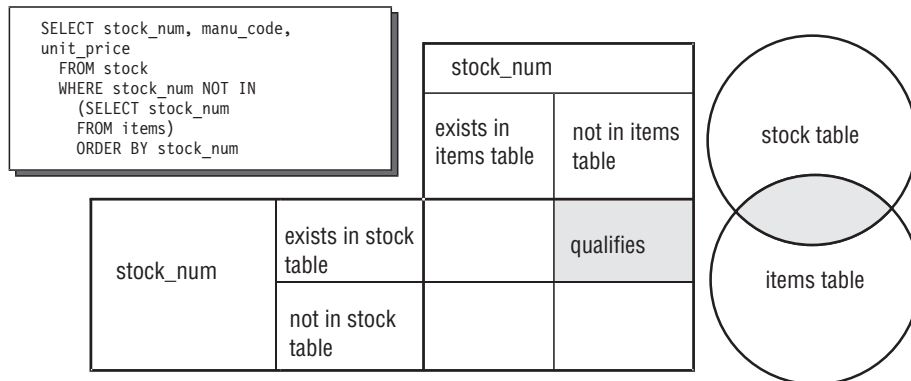 SELECT stock_num, manu_code,
unit_price
FROM stock
WHERE stock_num NOT IN
(SELECT stock_num
FROM items)
ORDER BY stock_num
stock_num
exists in
items table
not in items
table
stock_num
exists in stock
table
qualifies
not in stock
table
stock table
items table